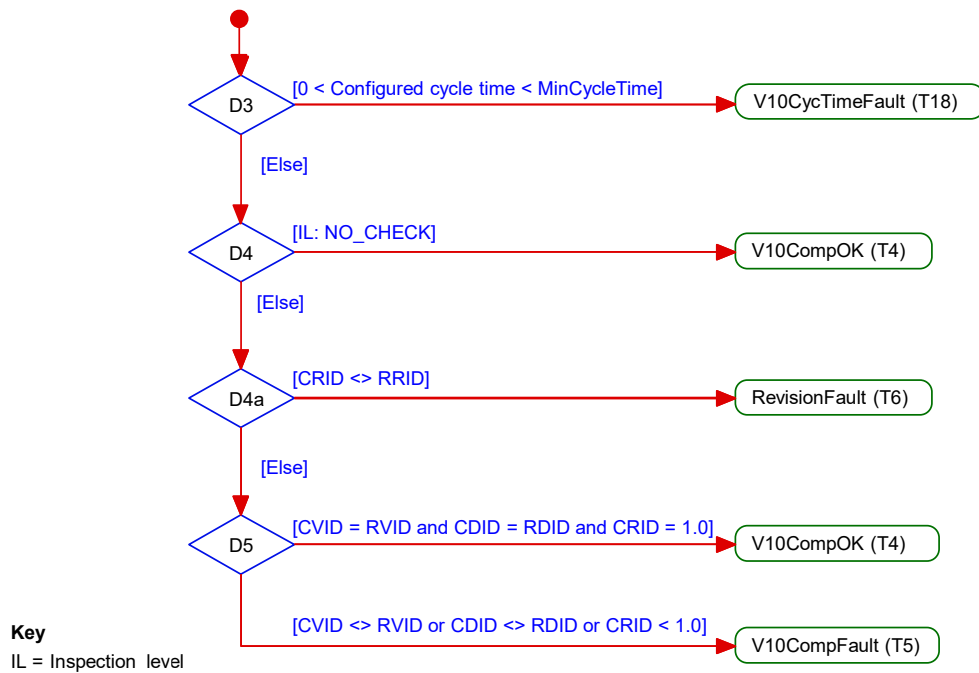 [0 < Configured cycle time < MinCycleTime]
D3
V10CycTimeFault (T18)
[Else]
[IL: NO_CHECK]
D4
V10CompOK (T4)
[Else]
[CRID <> RRID]
D4a
RevisionFault (T6)
[Else]
[CVID = RVID and CDID = RDID and CRID = 1.0]
D5
V10CompOK (T4)
[CVID <> RVID or CDID <> RDID or CRID < 1.0]
V10CompFault (T5)
Key
IL = Inspection level